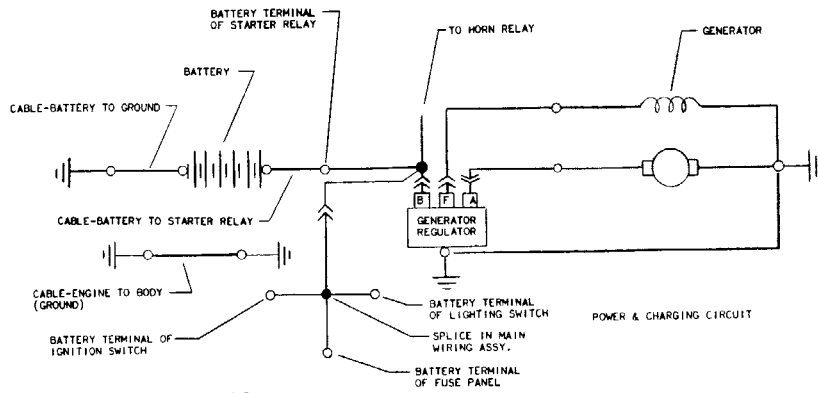 BATTERY TERMINAL
OF STARTER RELAY
TO HORN RELAY
GENERATOR
BATTERY
CABLE-BATTERY TO GROUND
B
F
A
GENERATOR
REGULATOR
CABLE-BATTERY TO STARTER RELAY
CABLE-ENGINE TO BODY
(GROUND)
BATTERY TERMINAL
OF LIGHTING SWITCH
POWER & CHARGING CIRCUIT
BATTERY TERMINAL OF
IGNITION SWITCH
SPLICE IN MAIN
WIRING ASSY.
BATTERY TERMINAL
OF FUSE PANEL